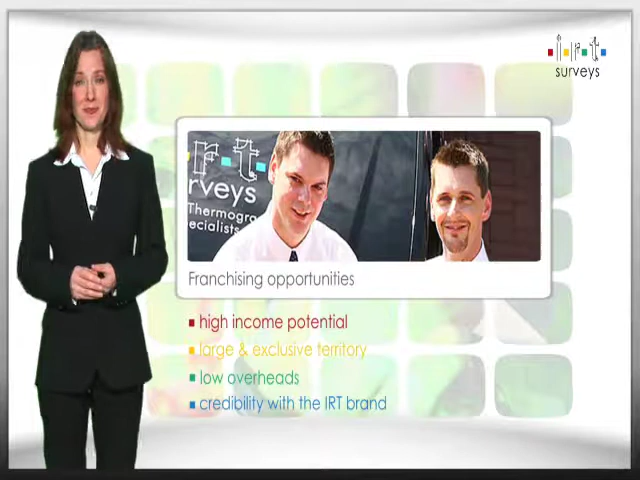 i·r·t
surveys
r·t·
rveys
Thermogra
ecialists
Franchising opportunities
high income potential
large & exclusive territory
low overheads
credibility with the IRT brand